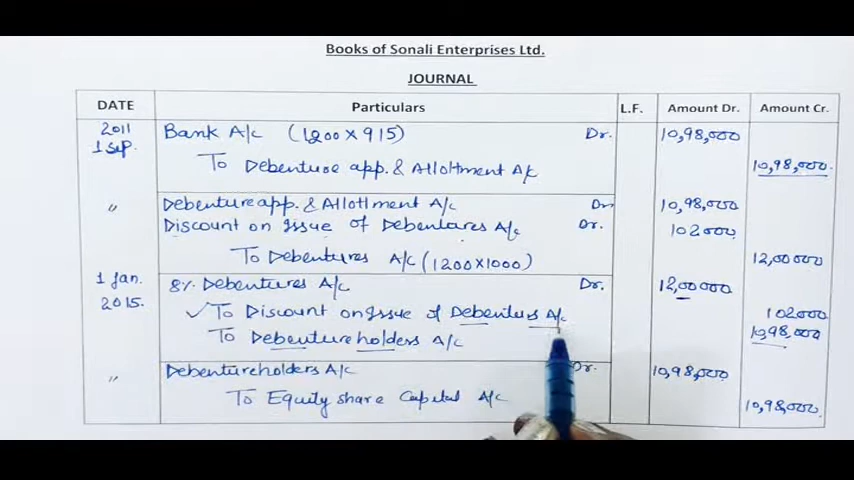 Books of Sonali Enterprises Ltd.
JOURNAL
DATE Particulars L.F. Amount Dr. Amount Cr.
2011 Bank A/c (1200 × 915) Dr. 10,98,000
1 Sep. To Debenture app. & Allotment A/c 10,98,000
" Debenture app. & Allotment A/c Dr 10,98,000
Discount on Issue of Debentures A/c Dr. 102000
To Debentures A/c (1200×1000) 12,00000
1 Jan. 8% Debentures A/c Dr. 12,00000
2015. ✓ To Discount on Issue of Debenturs A/c 102000
To Debentureholders A/c 10,98,000
" Debentureholders A/c Dr. 10,98,000
To Equity share Capital A/c 10,98,000